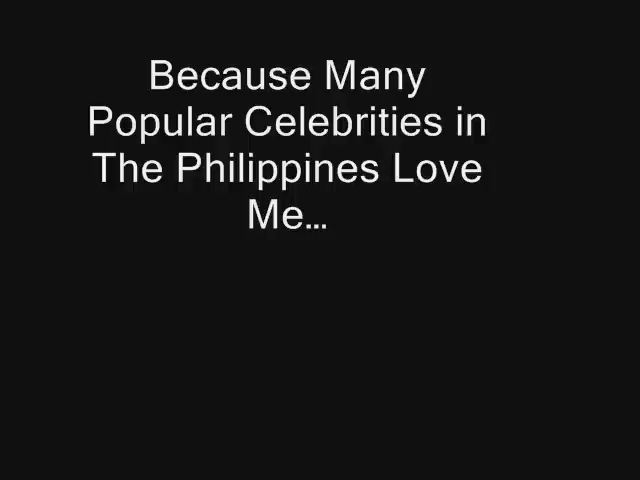 Because Many
Popular Celebrities in
The Philippines Love
Me...